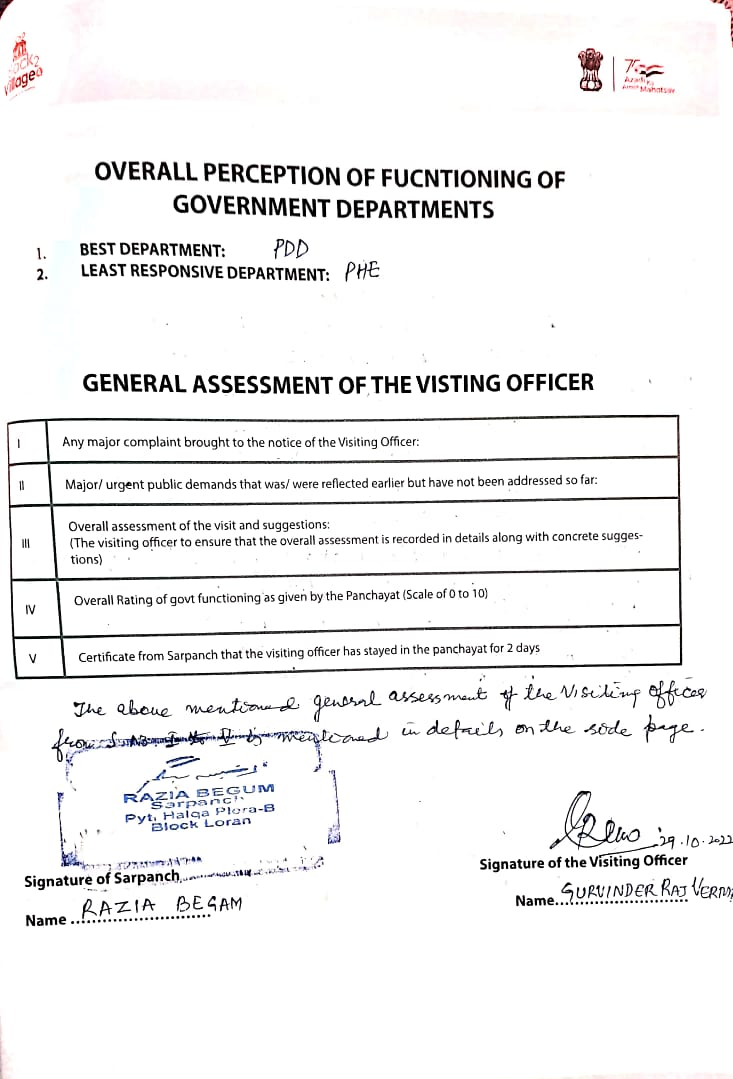 Village
75
Azadi Ka
Amrit Mahotsav
OVERALL PERCEPTION OF FUCNTIONING OF
GOVERNMENT DEPARTMENTS
1. BEST DEPARTMENT: PDD
2. LEAST RESPONSIVE DEPARTMENT: PHE
GENERAL ASSESSMENT OF THE VISTING OFFICER
I Any major complaint brought to the notice of the Visiting Officer:
II Major/ urgent public demands that was/ were reflected earlier but have not been addressed so far:
III Overall assessment of the visit and suggestions:
(The visiting officer to ensure that the overall assessment is recorded in details along with concrete sugges-
tions)
IV Overall Rating of govt functioning as given by the Panchayat (Scale of 0 to 10)
V Certificate from Sarpanch that the visiting officer has stayed in the panchayat for 2 days
The above mentioned general assessment of the Visiting Officer
from mentioned in details on the side page.
RAZIA BEGUM
Sarpanch
Pyt, Halqa Plera-B
Block Loran
29.10.2022
Signature of Sarpanch
Signature of the Visiting Officer
Name RAZIA BEGAM
Name SURVINDER RAJ VERMA